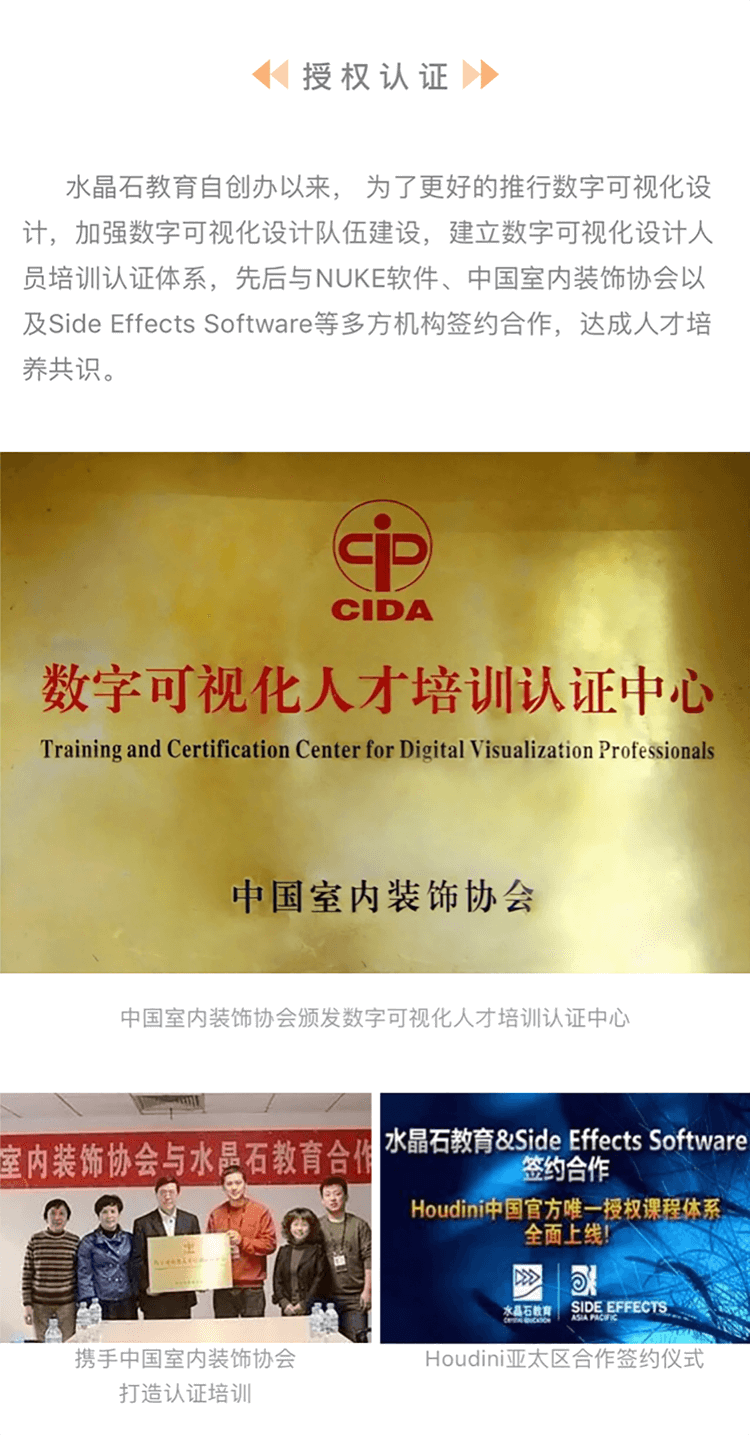 授权认证
水晶石教育自创办以来， 为了更好的推行数字可视化设
计，加强数字可视化设计队伍建设，建立数字可视化设计人
员培训认证体系，先后与NUKE软件、中国室内装饰协会以
及Side Effects Software等多方机构签约合作，达成人才培
养共识。
CIDA
数字可视化人才培训认证中心
Training and Certification Center for Digital Visualization Professionals
中国室内装饰协会
中国室内装饰协会颁发数字可视化人才培训认证中心
室内装饰协会与水晶石教育合作
CIDA
水晶石教育&Side Effects Software
签约合作
Houdini中国官方唯一授权课程体系
全面上线!
水晶石教育
CRYSTAL EDUCATION
SIDE EFFECTS
ASIA PACIFIC
携手中国室内装饰协会
打造认证培训
Houdini亚太区合作签约仪式